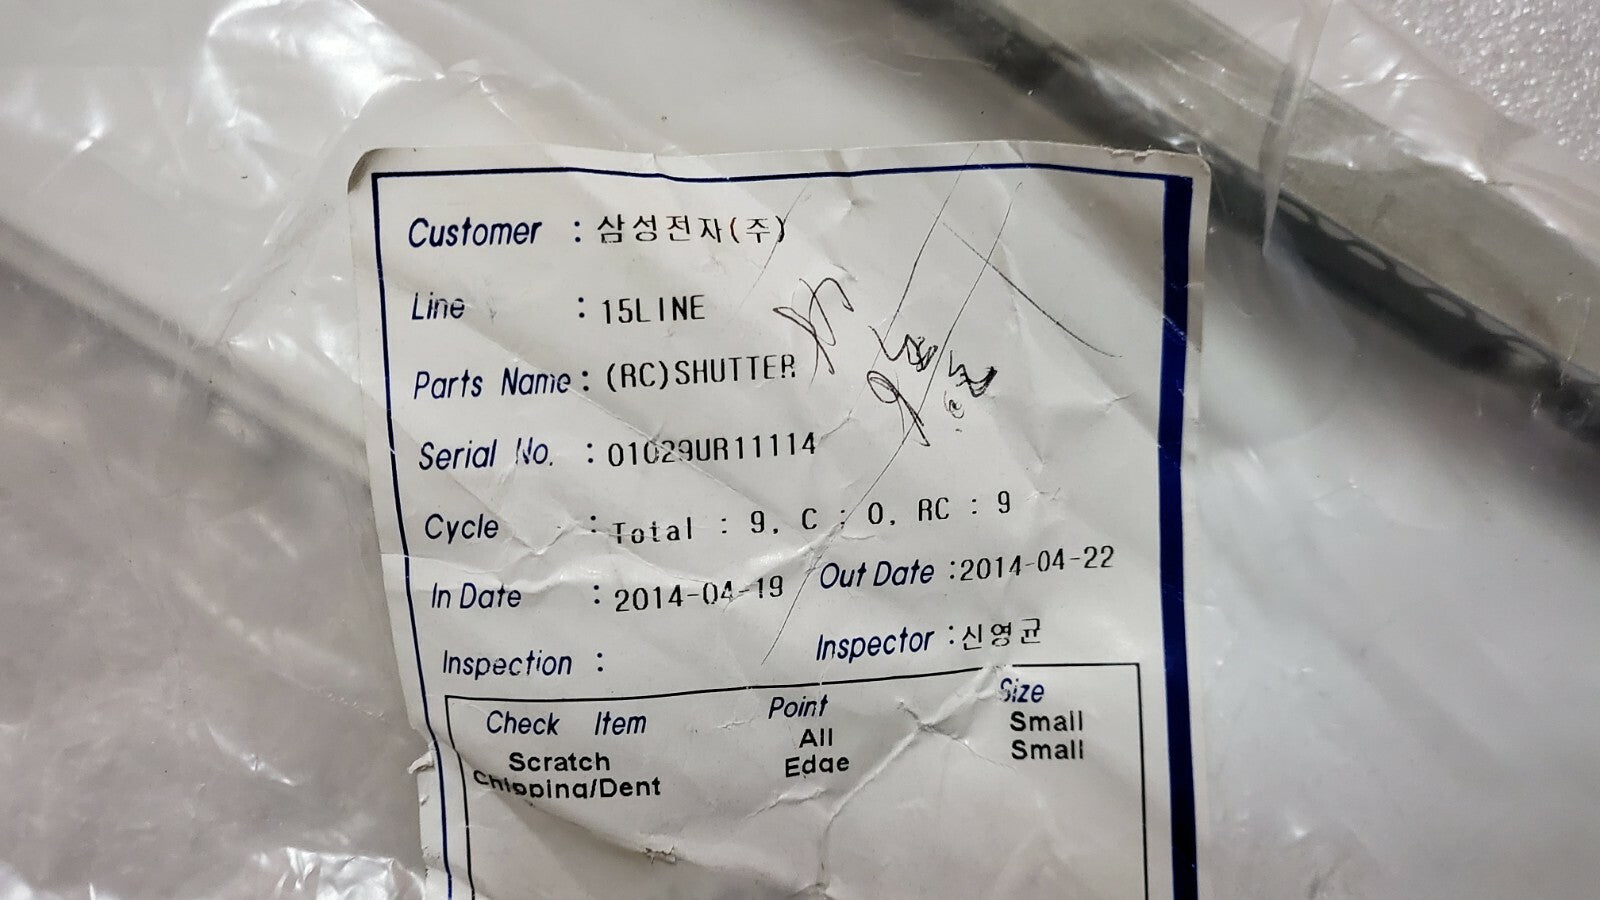 Customer : 삼성전자(주)
Line : 15LINE
Parts Name : (RC)SHUTTER
Serial No. : 01029UR11114
Cycle : Total : 9, C : 0, RC : 9
In Date : 2014-04-19 Out Date : 2014-04-22
Inspection : Inspector : 신영균
Check Item Point Size
Scratch All Small
Chipping/Dent Edge Small